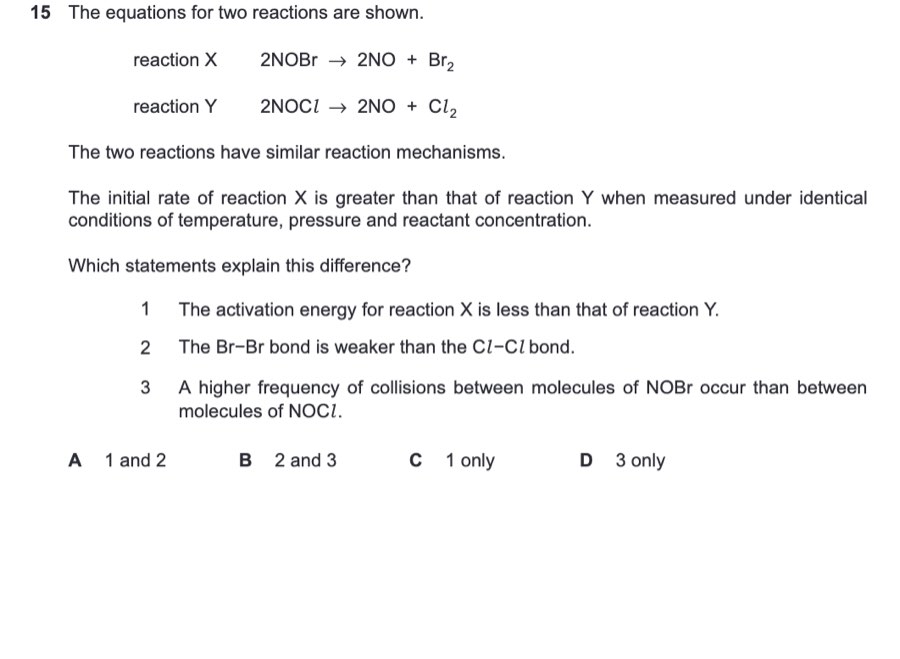 15 The equations for two reactions are shown.
reaction X 2NOBr → 2NO + Br₂
reaction Y 2NOCl → 2NO + Cl₂
The two reactions have similar reaction mechanisms.
The initial rate of reaction X is greater than that of reaction Y when measured under identical
conditions of temperature, pressure and reactant concentration.
Which statements explain this difference?
1 The activation energy for reaction X is less than that of reaction Y.
2 The Br–Br bond is weaker than the Cl–Cl bond.
3 A higher frequency of collisions between molecules of NOBr occur than between
molecules of NOCl.
A 1 and 2 B 2 and 3 C 1 only D 3 only